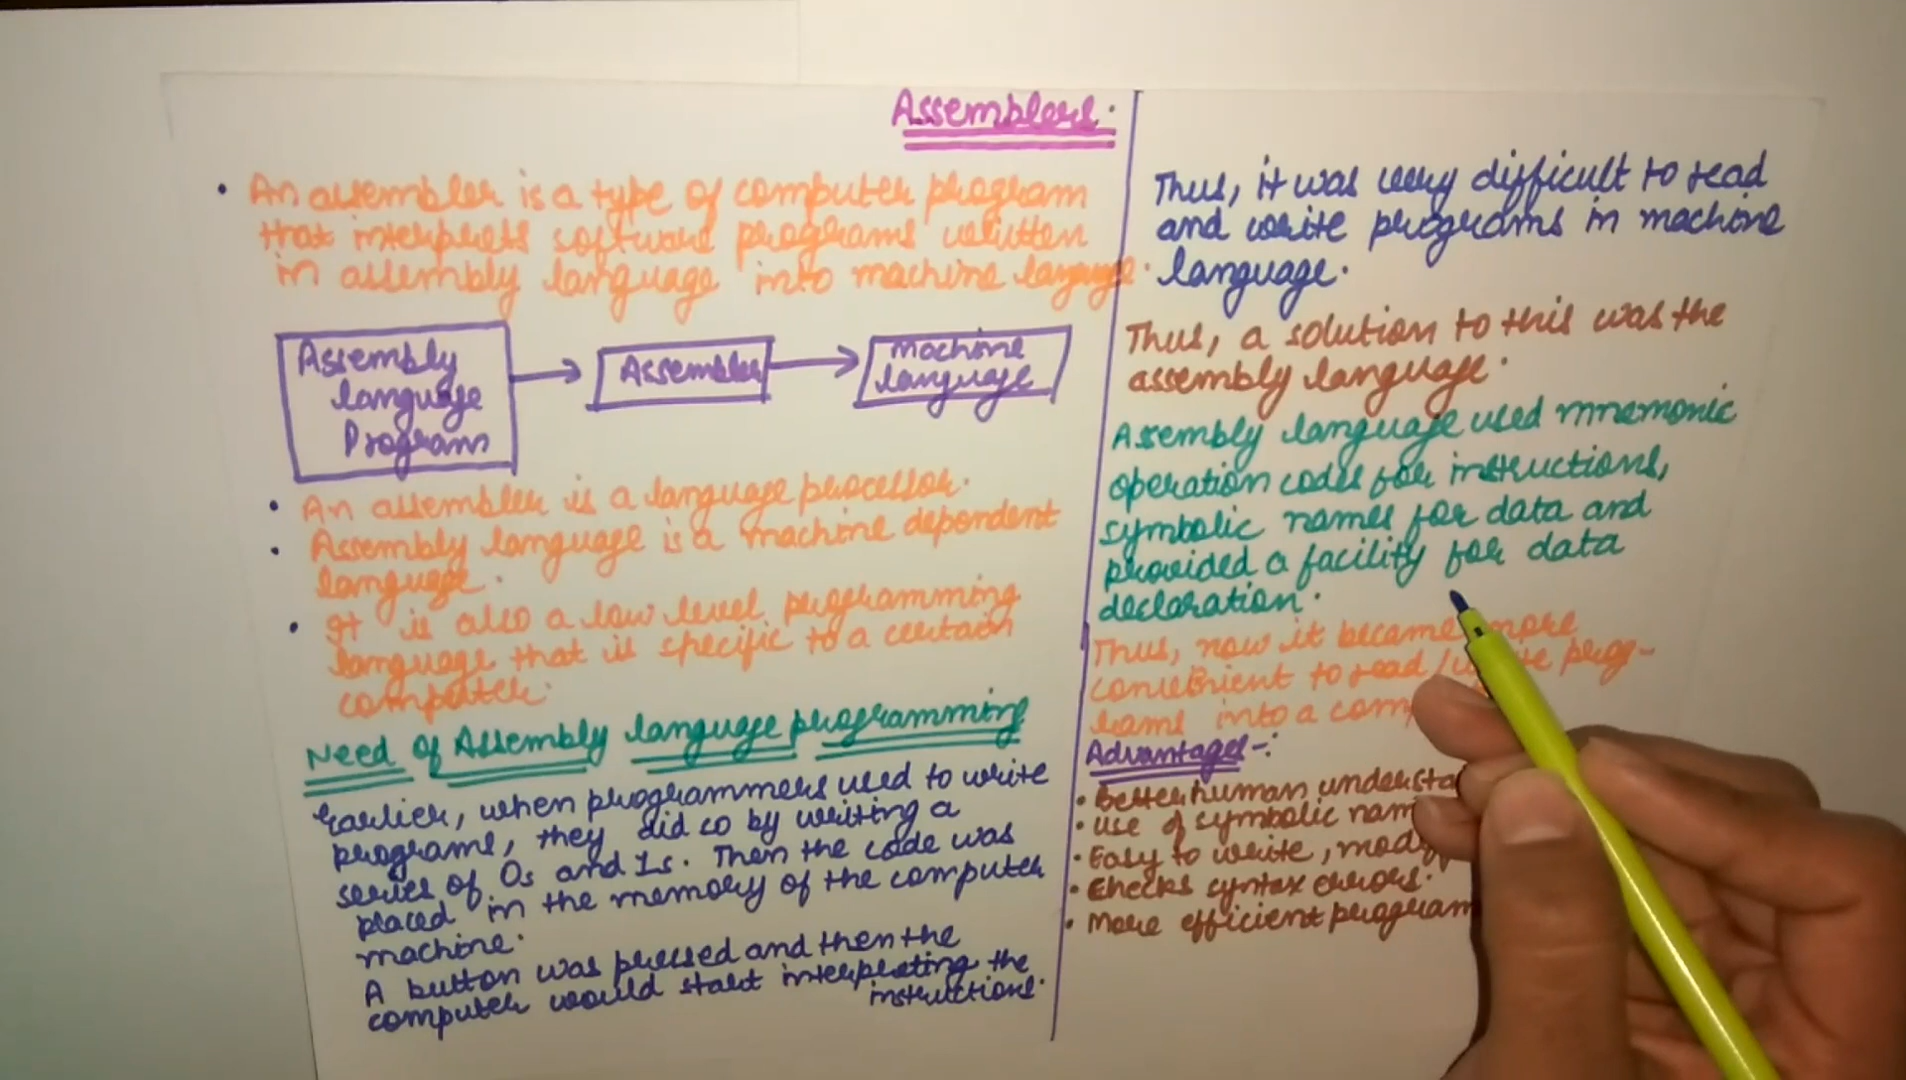 Assemblers.
• An assembler is a type of computer program
that interprets software programs written
in assembly language into machine language.
Assembly
language
Program
Assembler
Machine
language
• An assembler is a language processor.
• Assembly language is a machine dependent
language.
• It is also a low level programming
language that is specific to a certain
computer.
Need of Assembly language programming
Earlier, when programmers used to write
programs, they did so by writing a
series of 0s and 1s. Then the code was
placed in the memory of the computer
machine.
A button was pressed and then the
computer would start interpreting the
instructions.
Thus, it was very difficult to read
and write programs in machine
language.
Thus, a solution to this was the
assembly language.
Assembly language used mnemonic
operation codes for instructions,
symbolic names for data and
provided a facility for data
declaration.
Thus, now it became more
convenient to read/write prog-
rams into a
Advantages -:
• Better human
• Use of symbolic
• Easy to write,
• Checks syntax errors.
• More efficient